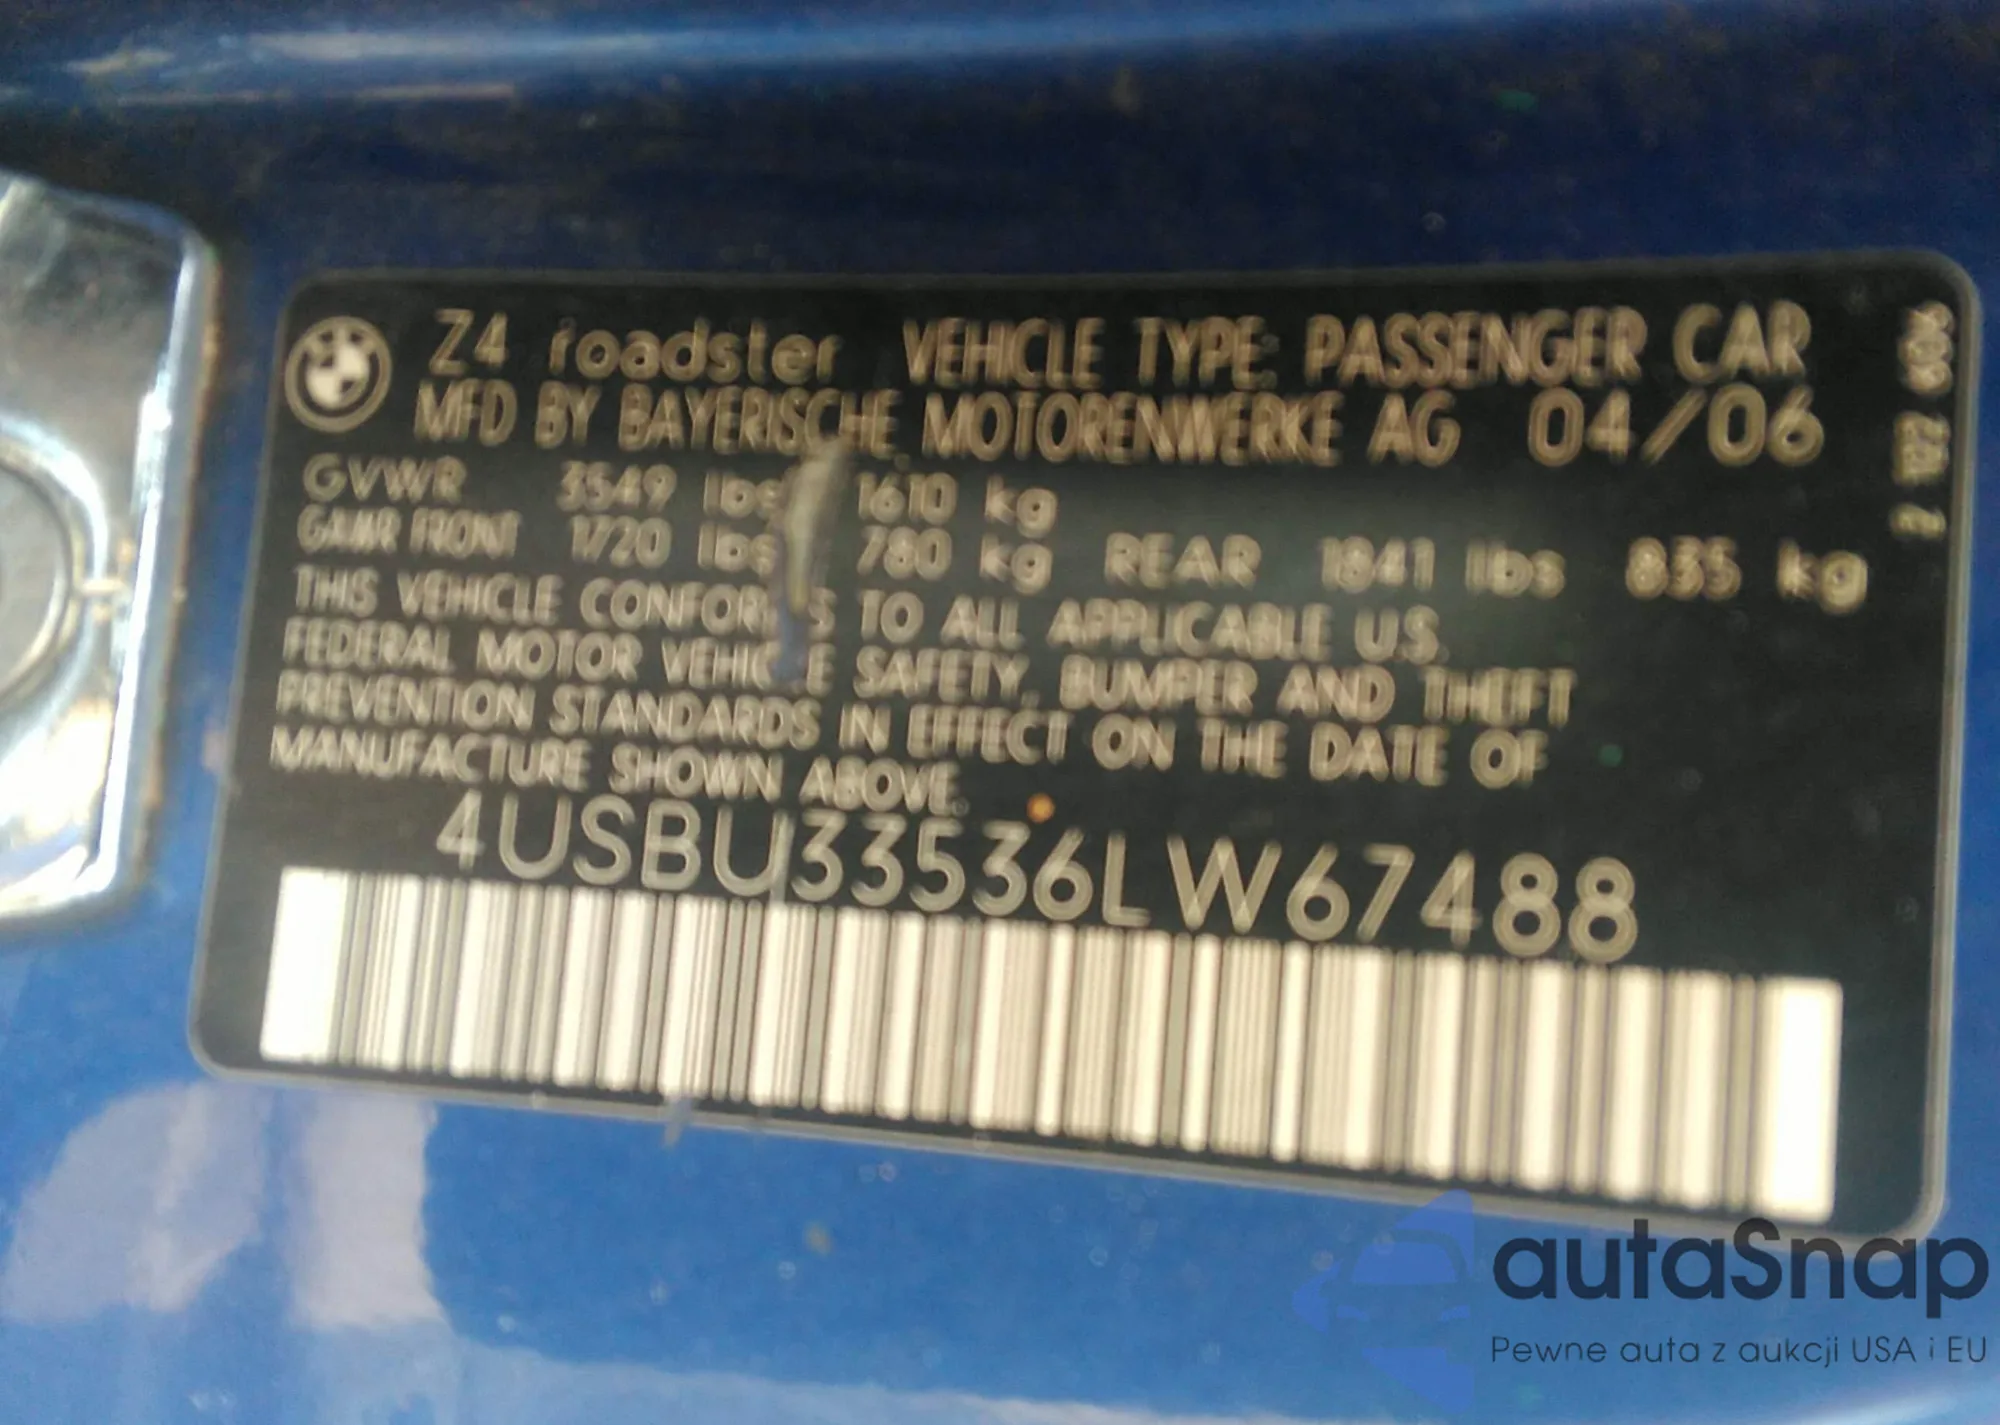 Z4 roadster VEHICLE TYPE: PASSENGER CAR
MFD BY BAYERISCHE MOTORENWERKE AG 04/06
GVWR 3549 lbs 1610 kg
GAWR FRONT 1720 lbs 780 kg REAR 1841 lbs 835 kg
THIS VEHICLE CONFORMS TO ALL APPLICABLE U.S.
FEDERAL MOTOR VEHICLE SAFETY, BUMPER AND THEFT
PREVENTION STANDARDS IN EFFECT ON THE DATE OF
MANUFACTURE SHOWN ABOVE.
4USBU33536LW67488
autaSnap
Pewne auta z aukcji USA i EU